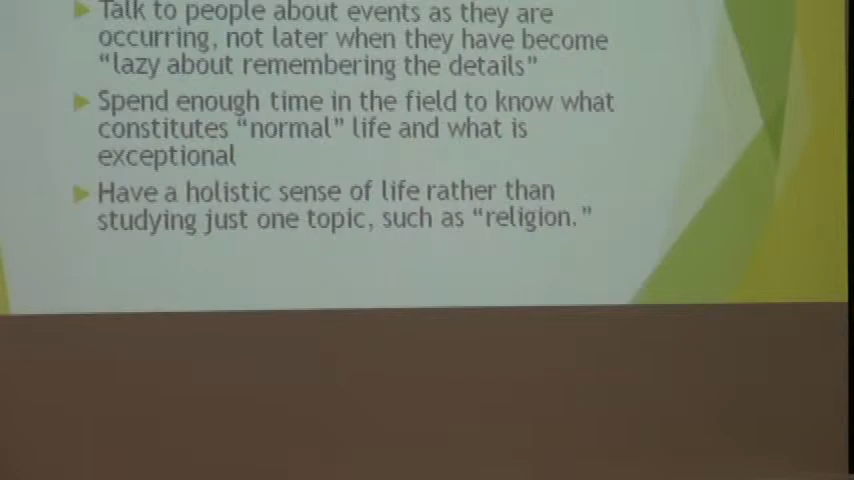 Talk to people about events as they are
occurring, not later when they have become
“lazy about remembering the details”
Spend enough time in the field to know what
constitutes “normal” life and what is
exceptional
Have a holistic sense of life rather than
studying just one topic, such as “religion.”